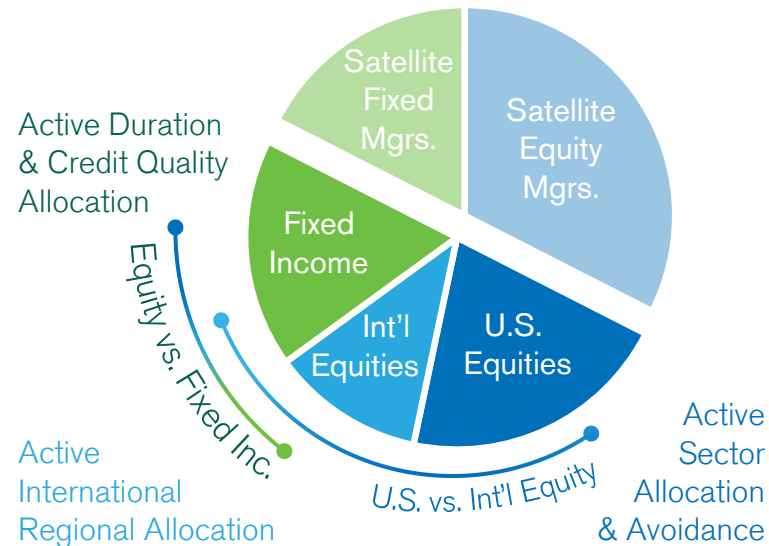 Satellite
Fixed
Mgrs.
Satellite
Equity
Mgrs.
Active Duration
& Credit Quality
Allocation
Fixed
Income
Int'l
Equities
U.S.
Equities
Equity vs. Fixed Inc.
U.S. vs. Int'l Equity
Active
International
Regional Allocation
Active
Sector
Allocation
& Avoidance